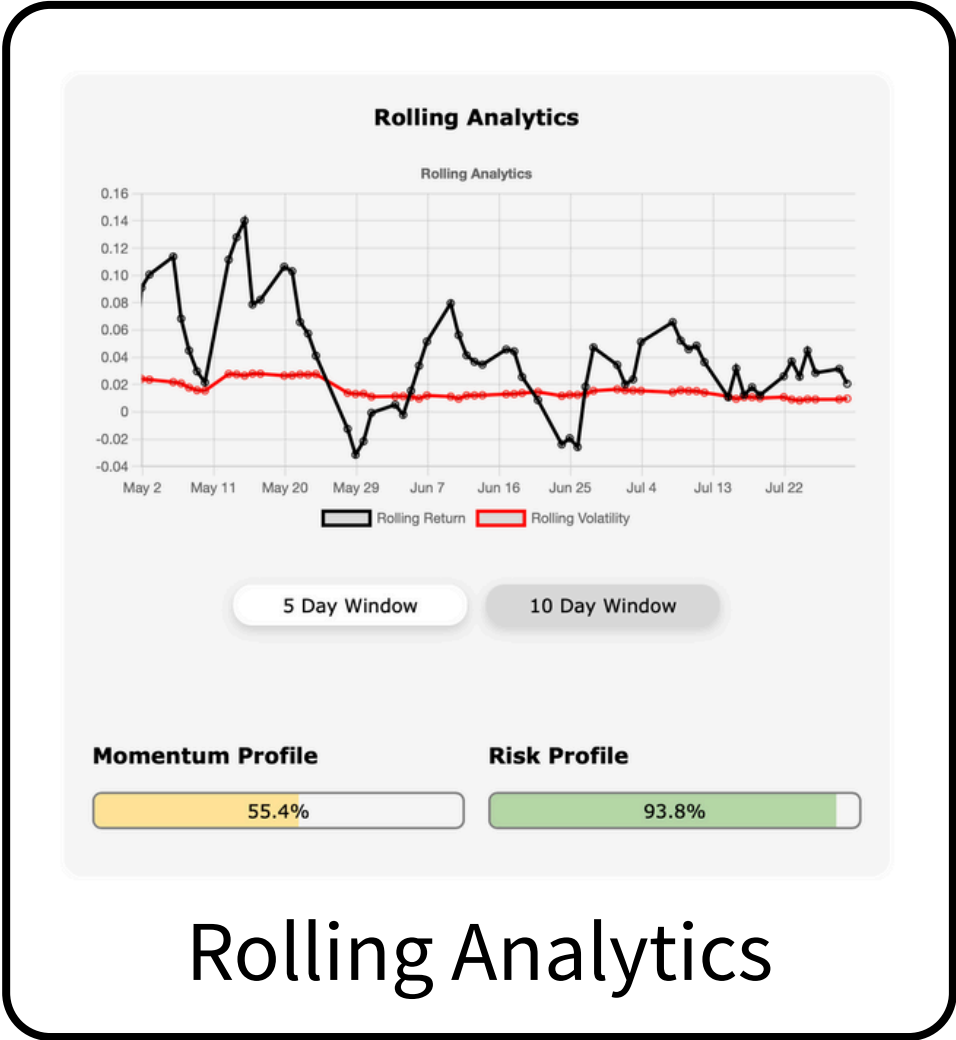 Rolling Analytics
Rolling Analytics
0.16
0.14
0.12
0.10
0.08
0.06
0.04
0.02
0
-0.02
-0.04
May 2 May 11 May 20 May 29 Jun 7 Jun 16 Jun 25 Jul 4 Jul 13 Jul 22
Rolling Return Rolling Volatility
5 Day Window 10 Day Window
Momentum Profile Risk Profile
55.4% 93.8%
Rolling Analytics